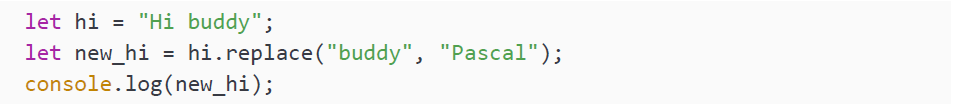 let hi = "Hi buddy";
let new_hi = hi.replace("buddy", "Pascal");
console.log(new_hi);